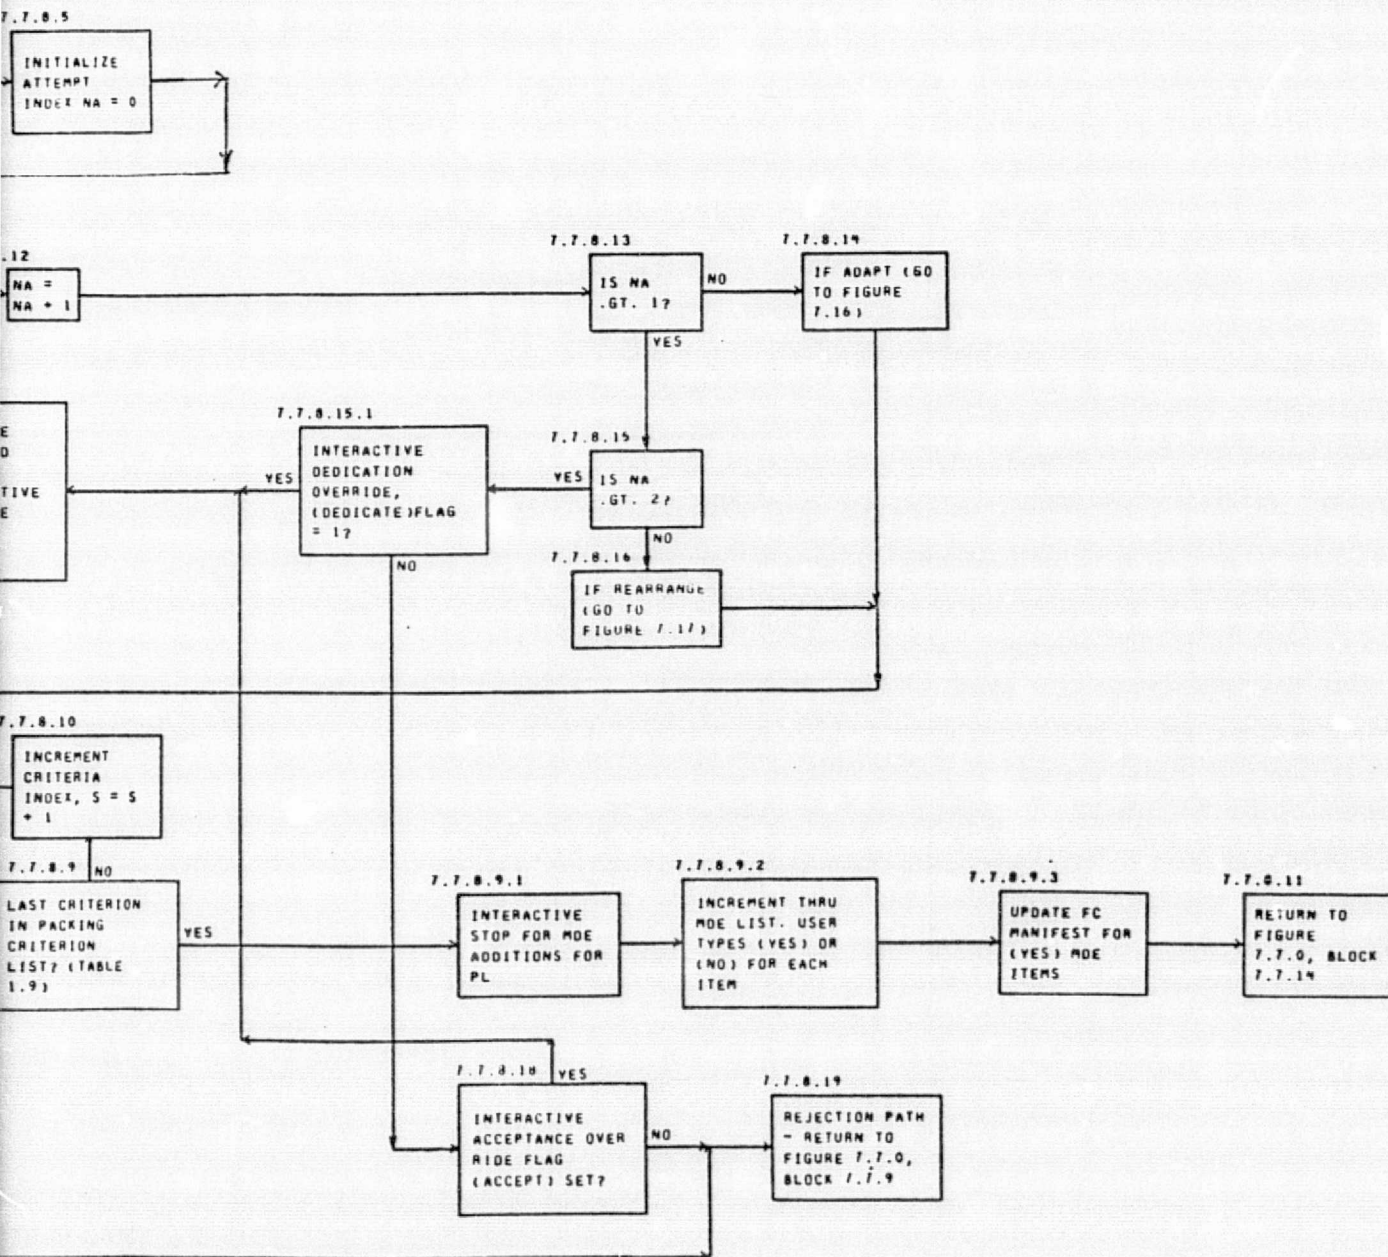 7.7.8.5
INITIALIZE
ATTEMPT
INDEX NA = 0
.12
NA =
NA + 1
7.7.8.13
IS NA
.GT. 1?
NO
YES
7.7.8.14
IF ADAPT (GO
TO FIGURE
7.16)
E
D
TIVE
E
7.7.8.15.1
INTERACTIVE
DEDICATION
OVERRIDE,
(DEDICATE)FLAG
= 1?
YES
NO
7.7.8.15
IS NA
.GT. 2?
YES
NO
7.7.8.16
IF REARRANGE
(GO TO
FIGURE 7.17)
7.7.8.10
INCREMENT
CRITERIA
INDEX, S = S
+ 1
7.7.8.9
NO
LAST CRITERION
IN PACKING
CRITERION
LIST? (TABLE
1.9)
YES
7.7.8.9.1
INTERACTIVE
STOP FOR MDE
ADDITIONS FOR
PL
7.7.8.9.2
INCREMENT THRU
MDE LIST. USER
TYPES (YES) OR
(NO) FOR EACH
ITEM
7.7.8.9.3
UPDATE FC
MANIFEST FOR
(YES) MDE
ITEMS
7.7.0.11
RETURN TO
FIGURE
7.7.0, BLOCK
7.7.14
7.7.8.18
YES
INTERACTIVE
ACCEPTANCE OVER
RIDE FLAG
(ACCEPT) SET?
NO
7.7.8.19
REJECTION PATH
- RETURN TO
FIGURE 7.7.0,
BLOCK 7.7.9